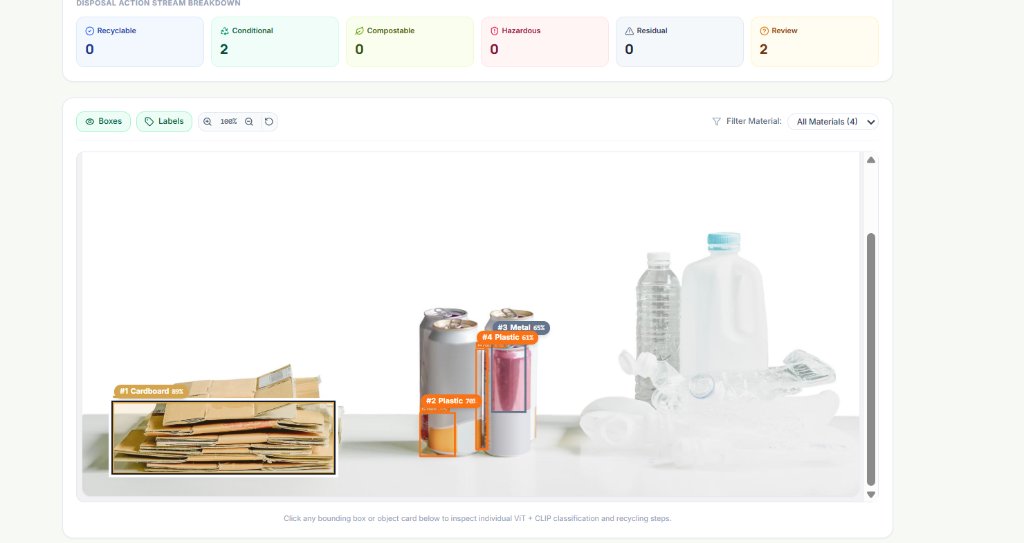 DISPOSAL ACTION STREAM BREAKDOWN
Recyclable
0
Conditional
2
Compostable
0
Hazardous
0
Residual
0
Review
2
Boxes
Labels
100%
Filter Material:
All Materials (4)
#3 Metal 65%
#4 Plastic 61%
#1 Cardboard 89%
#2 Plastic 70%
Click any bounding box or object card below to inspect individual ViT + CLIP classification and recycling steps.